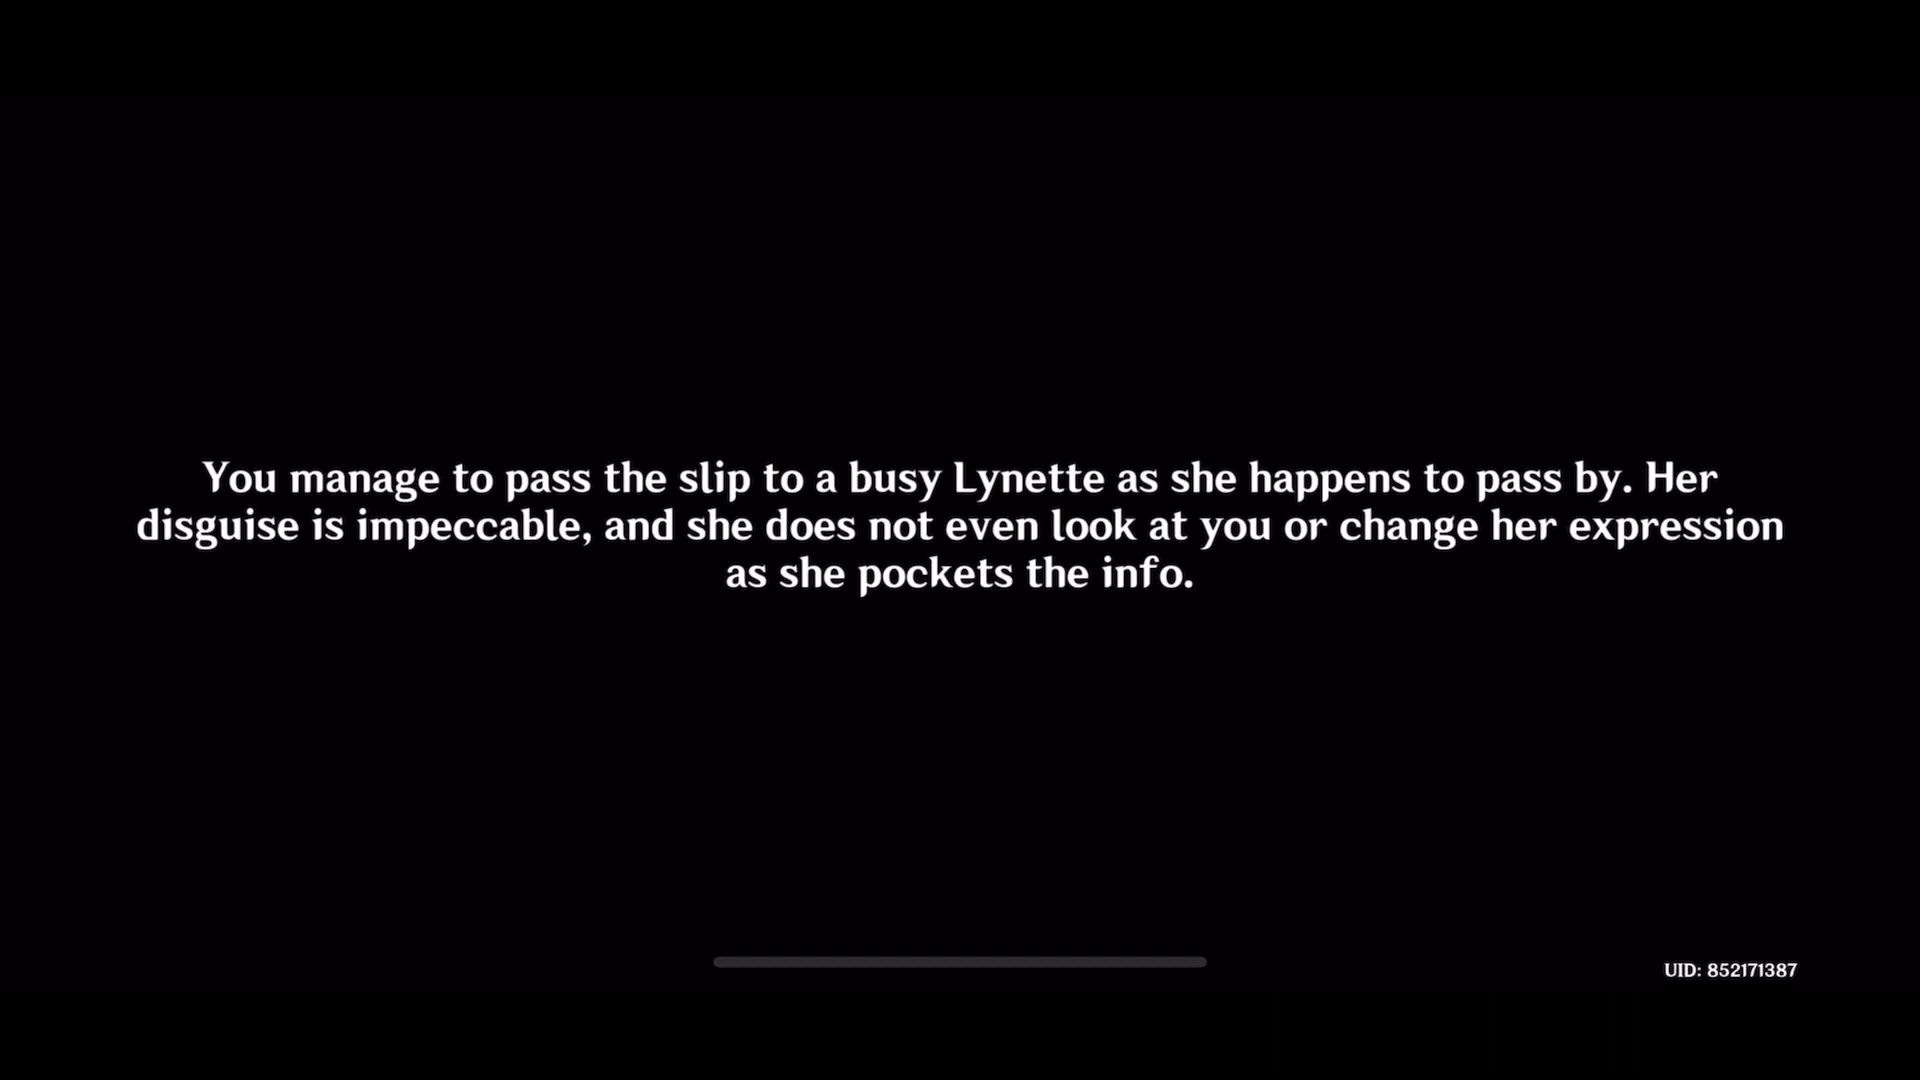 You manage to pass the slip to a busy Lynette as she happens to pass by. Her
disguise is impeccable, and she does not even look at you or change her expression
as she pockets the info.
UID: 852171387